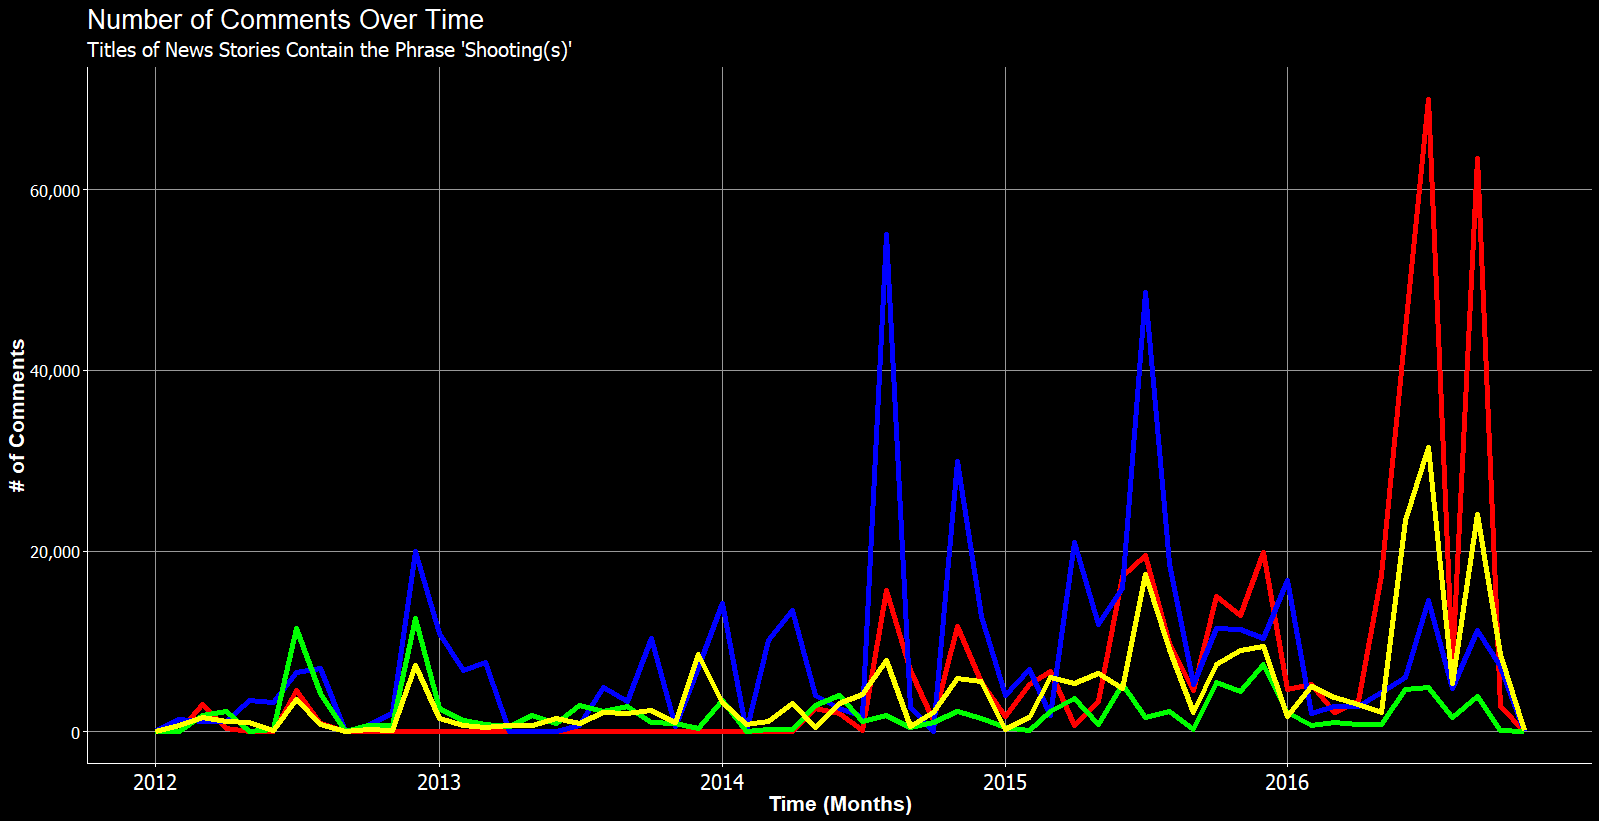 Number of Comments Over Time
Titles of News Stories Contain the Phrase 'Shooting(s)'
# of Comments
60,000
40,000
20,000
0
2012 2013 2014 2015 2016
Time (Months)